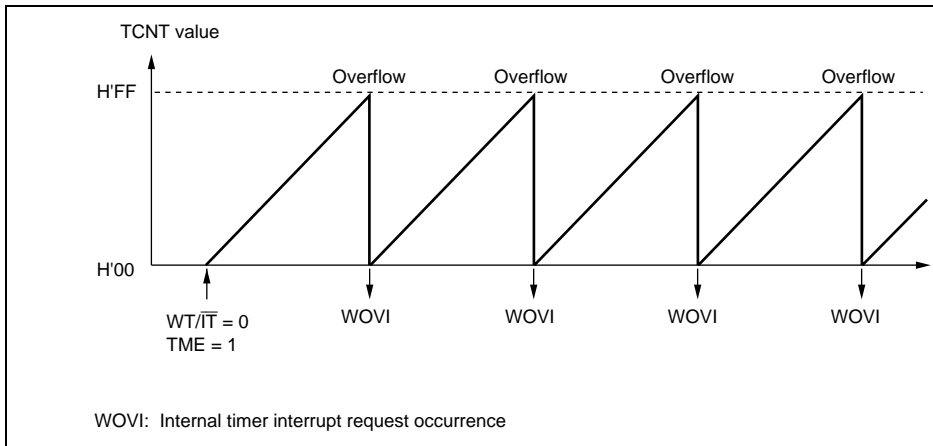 TCNT value
Overflow Overflow Overflow Overflow
H'FF
H'00
WT/I̅T̅ = 0
TME = 1
WOVI WOVI WOVI WOVI
WOVI: Internal timer interrupt request occurrence